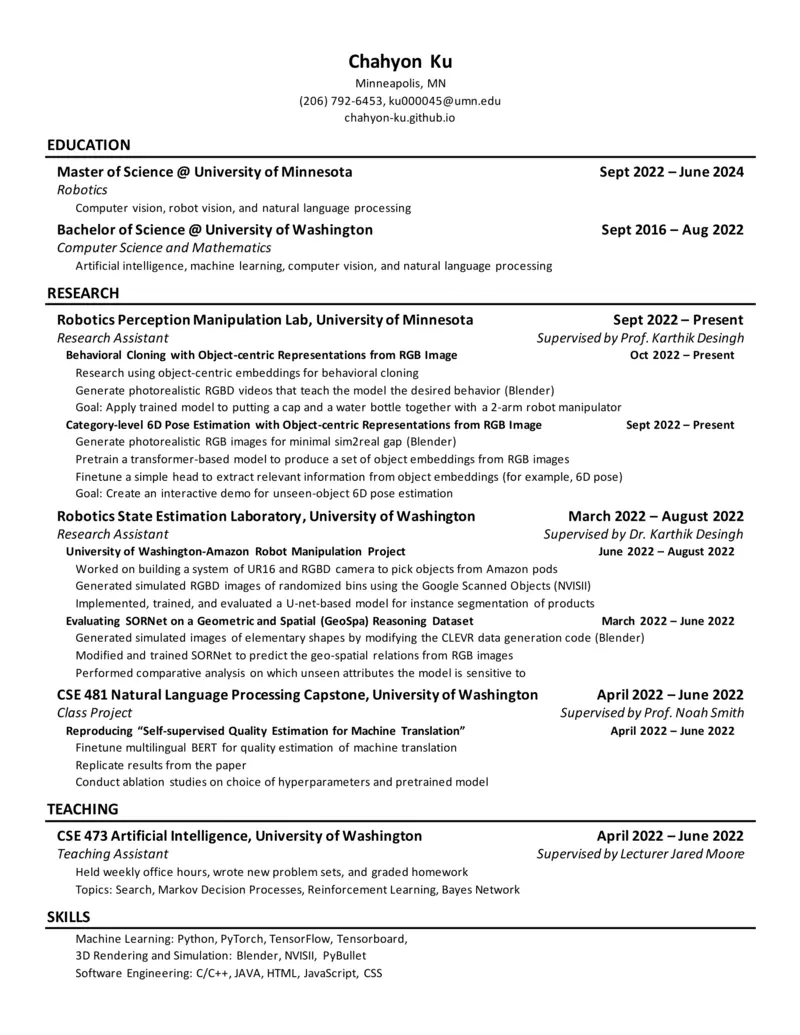 Chahyon Ku
Minneapolis, MN
(206) 792-6453, ku000045@umn.edu
chahyon-ku.github.io
EDUCATION
Master of Science @ University of Minnesota Sept 2022 – June 2024
Robotics
Computer vision, robot vision, and natural language processing
Bachelor of Science @ University of Washington Sept 2016 – Aug 2022
Computer Science and Mathematics
Artificial intelligence, machine learning, computer vision, and natural language processing
RESEARCH
Robotics Perception Manipulation Lab, University of Minnesota Sept 2022 – Present
Research Assistant Supervised by Prof. Karthik Desingh
Behavioral Cloning with Object-centric Representations from RGB Image Oct 2022 – Present
Research using object-centric embeddings for behavioral cloning
Generate photorealistic RGBD videos that teach the model the desired behavior (Blender)
Goal: Apply trained model to putting a cap and a water bottle together with a 2-arm robot manipulator
Category-level 6D Pose Estimation with Object-centric Representations from RGB Image Sept 2022 – Present
Generate photorealistic RGB images for minimal sim2real gap (Blender)
Pretrain a transformer-based model to produce a set of object embeddings from RGB images
Finetune a simple head to extract relevant information from object embeddings (for example, 6D pose)
Goal: Create an interactive demo for unseen-object 6D pose estimation
Robotics State Estimation Laboratory, University of Washington March 2022 – August 2022
Research Assistant Supervised by Dr. Karthik Desingh
University of Washington-Amazon Robot Manipulation Project June 2022 – August 2022
Worked on building a system of UR16 and RGBD camera to pick objects from Amazon pods
Generated simulated RGBD images of randomized bins using the Google Scanned Objects (NVISII)
Implemented, trained, and evaluated a U-net-based model for instance segmentation of products
Evaluating SORNet on a Geometric and Spatial (GeoSpa) Reasoning Dataset March 2022 – June 2022
Generated simulated images of elementary shapes by modifying the CLEVR data generation code (Blender)
Modified and trained SORNet to predict the geo-spatial relations from RGB images
Performed comparative analysis on which unseen attributes the model is sensitive to
CSE 481 Natural Language Processing Capstone, University of Washington April 2022 – June 2022
Class Project Supervised by Prof. Noah Smith
Reproducing “Self-supervised Quality Estimation for Machine Translation” April 2022 – June 2022
Finetune multilingual BERT for quality estimation of machine translation
Replicate results from the paper
Conduct ablation studies on choice of hyperparameters and pretrained model
TEACHING
CSE 473 Artificial Intelligence, University of Washington April 2022 – June 2022
Teaching Assistant Supervised by Lecturer Jared Moore
Held weekly office hours, wrote new problem sets, and graded homework
Topics: Search, Markov Decision Processes, Reinforcement Learning, Bayes Network
SKILLS
Machine Learning: Python, PyTorch, TensorFlow, Tensorboard,
3D Rendering and Simulation: Blender, NVISII, PyBullet
Software Engineering: C/C++, JAVA, HTML, JavaScript, CSS